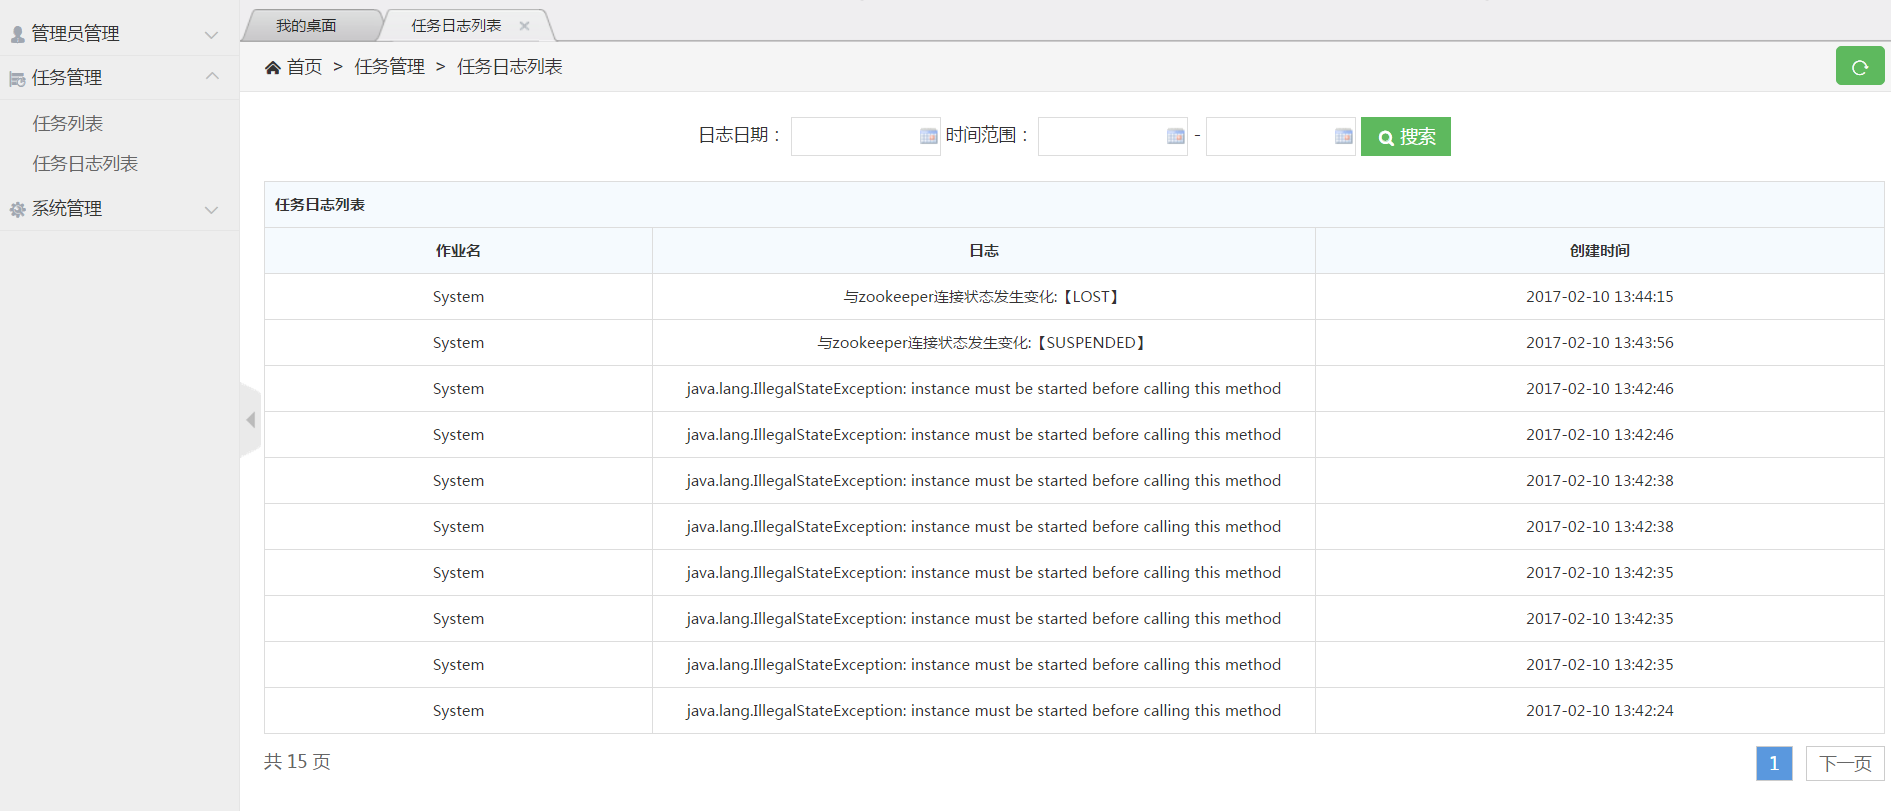 管理员管理
任务管理
任务列表
任务日志列表
系统管理
我的桌面 任务日志列表
首页 > 任务管理 > 任务日志列表
日志日期： 时间范围： - 搜索
任务日志列表
作业名 日志 创建时间
System 与zookeeper连接状态发生变化:【LOST】 2017-02-10 13:44:15
System 与zookeeper连接状态发生变化:【SUSPENDED】 2017-02-10 13:43:56
System java.lang.IllegalStateException: instance must be started before calling this method 2017-02-10 13:42:46
System java.lang.IllegalStateException: instance must be started before calling this method 2017-02-10 13:42:46
System java.lang.IllegalStateException: instance must be started before calling this method 2017-02-10 13:42:38
System java.lang.IllegalStateException: instance must be started before calling this method 2017-02-10 13:42:38
System java.lang.IllegalStateException: instance must be started before calling this method 2017-02-10 13:42:35
System java.lang.IllegalStateException: instance must be started before calling this method 2017-02-10 13:42:35
System java.lang.IllegalStateException: instance must be started before calling this method 2017-02-10 13:42:35
System java.lang.IllegalStateException: instance must be started before calling this method 2017-02-10 13:42:24
共 15 页 1 下一页